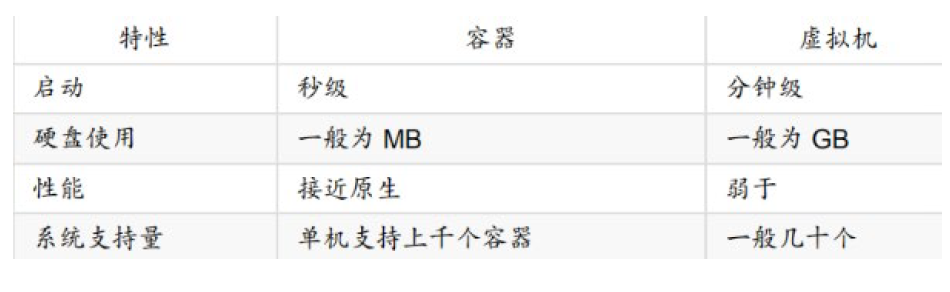 特性 容器 虚拟机
启动 秒级 分钟级
硬盘使用 一般为 MB 一般为 GB
性能 接近原生 弱于
系统支持量 单机支持上千个容器 一般几十个